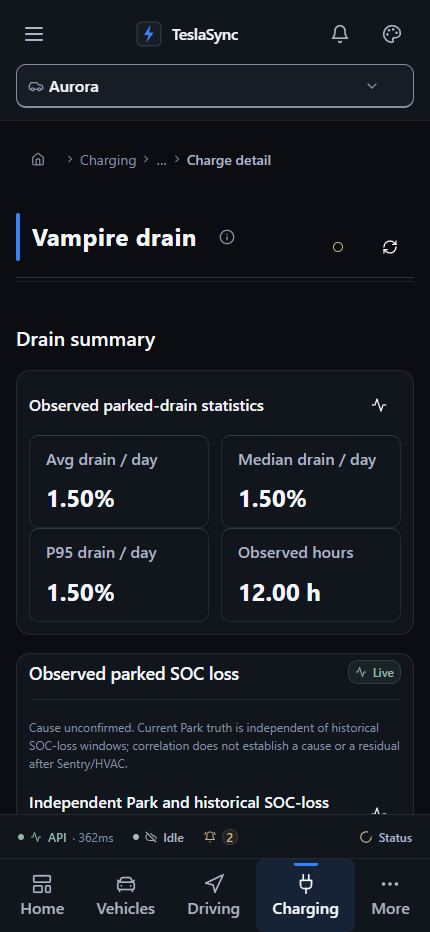 TeslaSync
Aurora
Charging
...
Charge detail
Vampire drain
Drain summary
Observed parked-drain statistics
Avg drain / day
Median drain / day
1.50%
1.50%
P95 drain / day
Observed hours
1.50%
12.00 h
Observed parked SOC loss
Live
Cause unconfirmed. Current Park truth is independent of historical
SOC-loss windows; correlation does not establish a cause or a residual
after Sentry/HVAC.
Independent Park and historical SOC-loss
API · 362ms
Idle
2
Status
Home
Vehicles
Driving
Charging
More